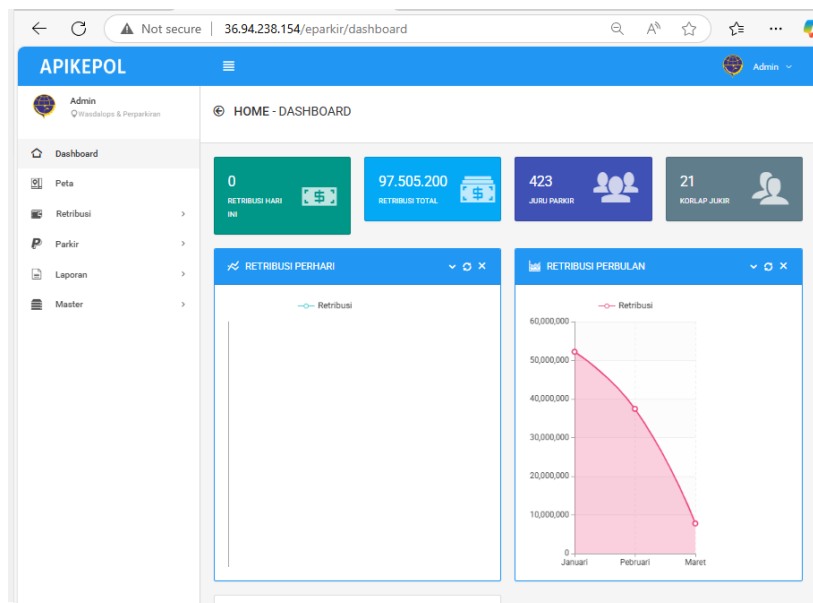 Not secure 36.94.238.154/eparkir/dashboard
APIKEPOL
Admin
Admin
Wasdalops & Perparkiran
HOME - DASHBOARD
Dashboard
Peta
Retribusi
Parkir
Laporan
Master
0
RETRIBUSI HARI
INI
97.505.200
RETRIBUSI TOTAL
423
JURU PARKIR
21
KORLAP JUKIR
RETRIBUSI PERHARI
Retribusi
RETRIBUSI PERBULAN
Retribusi
60,000,000
50,000,000
40,000,000
30,000,000
20,000,000
10,000,000
0
Januari Pebruari Maret